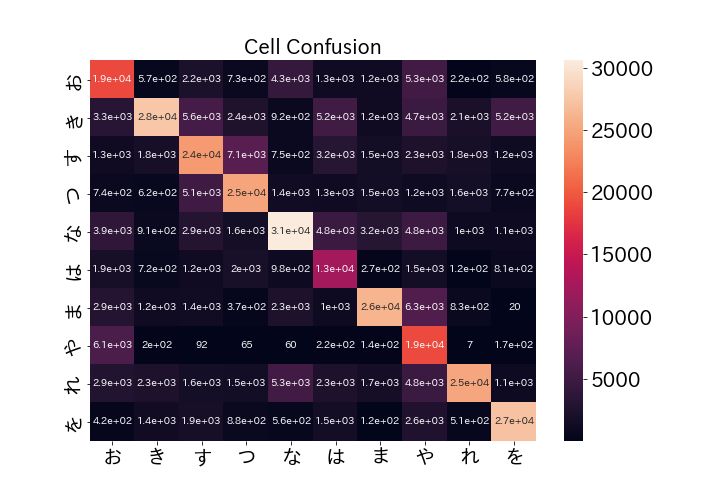 Cell Confusion
お 1.9e+04 5.7e+02 2.2e+03 7.3e+02 4.3e+03 1.3e+03 1.2e+03 5.3e+03 2.2e+02 5.8e+02
き 3.3e+03 2.8e+04 5.6e+03 2.4e+03 9.2e+02 5.2e+03 1.2e+03 4.7e+03 2.1e+03 5.2e+03
す 1.3e+03 1.8e+03 2.4e+04 7.1e+03 7.5e+02 3.2e+03 1.5e+03 2.3e+03 1.8e+03 1.2e+03
つ 7.4e+02 6.2e+02 5.1e+03 2.5e+04 1.4e+03 1.3e+03 1.5e+03 1.2e+03 1.6e+03 7.7e+02
な 3.9e+03 9.1e+02 2.9e+03 1.6e+03 3.1e+04 4.8e+03 3.2e+03 4.8e+03 1e+03 1.1e+03
は 1.9e+03 7.2e+02 1.2e+03 2e+03 9.8e+02 1.3e+04 2.7e+02 1.5e+03 1.2e+02 8.1e+02
ま 2.9e+03 1.2e+03 1.4e+03 3.7e+02 2.3e+03 1e+03 2.6e+04 6.3e+03 8.3e+02 20
や 6.1e+03 2e+02 92 65 60 2.2e+02 1.4e+02 1.9e+04 7 1.7e+02
れ 2.9e+03 2.3e+03 1.6e+03 1.5e+03 5.3e+03 2.3e+03 1.7e+03 4.8e+03 2.5e+04 1.1e+03
を 4.2e+02 1.4e+03 1.9e+03 8.8e+02 5.6e+02 1.5e+03 1.2e+02 2.6e+03 5.1e+02 2.7e+04
お き す つ な は ま や れ を
30000
25000
20000
15000
10000
5000